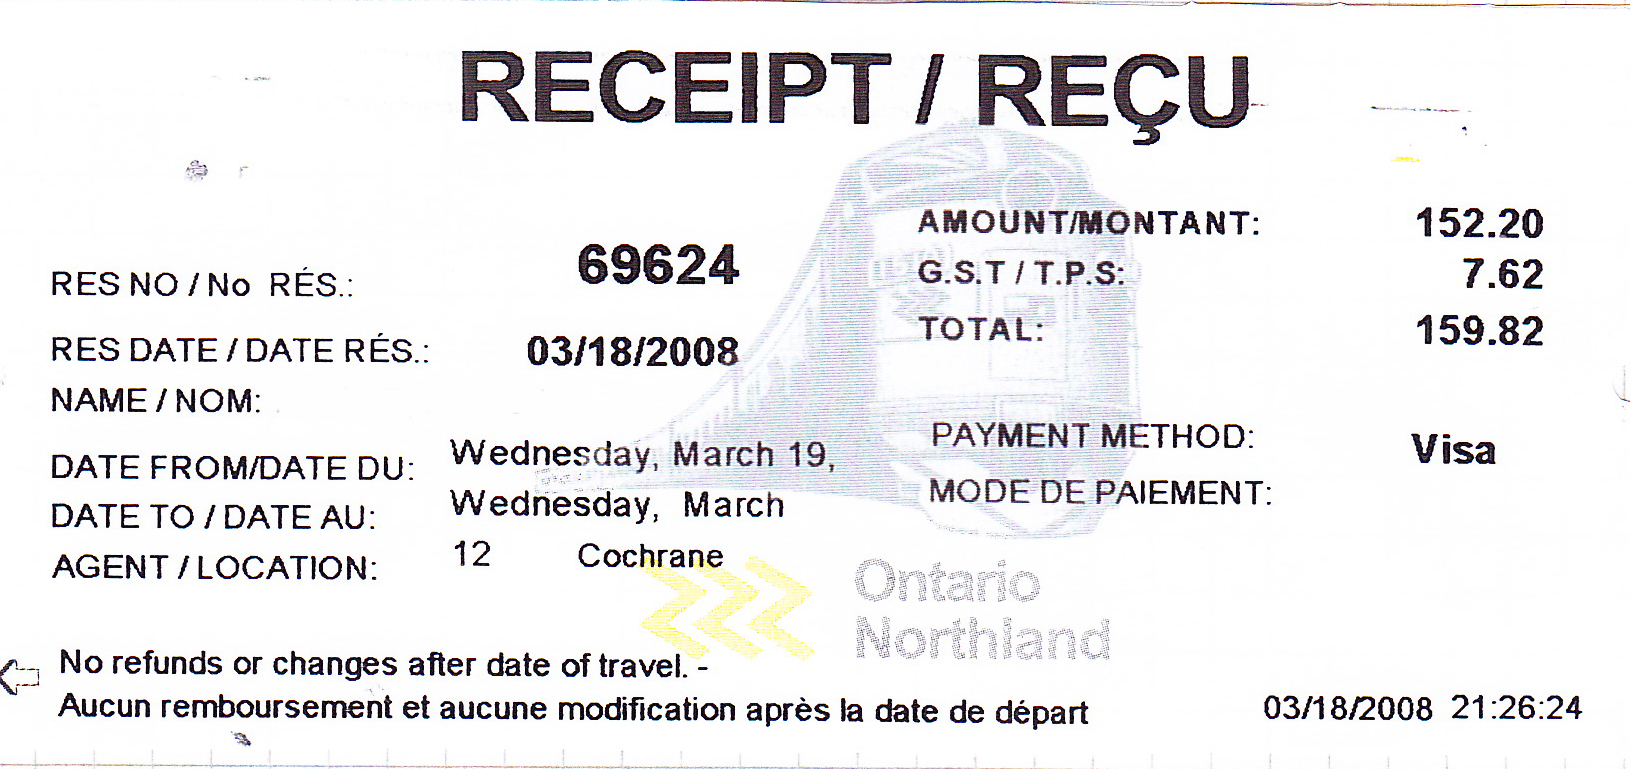 RECEIPT / REÇU
RES NO / No RÉS.: 69624
RES DATE / DATE RÉS.: 03/18/2008
NAME / NOM:
DATE FROM/DATE DU: Wednesday, March 19,
DATE TO / DATE AU: Wednesday, March
AGENT / LOCATION: 12 Cochrane
AMOUNT/MONTANT: 152.20
G.S.T / T.P.S: 7.62
TOTAL: 159.82
PAYMENT METHOD: Visa
MODE DE PAIEMENT:
Ontario
Northland
No refunds or changes after date of travel. -
Aucun remboursement et aucune modification après la date de départ
03/18/2008 21:26:24